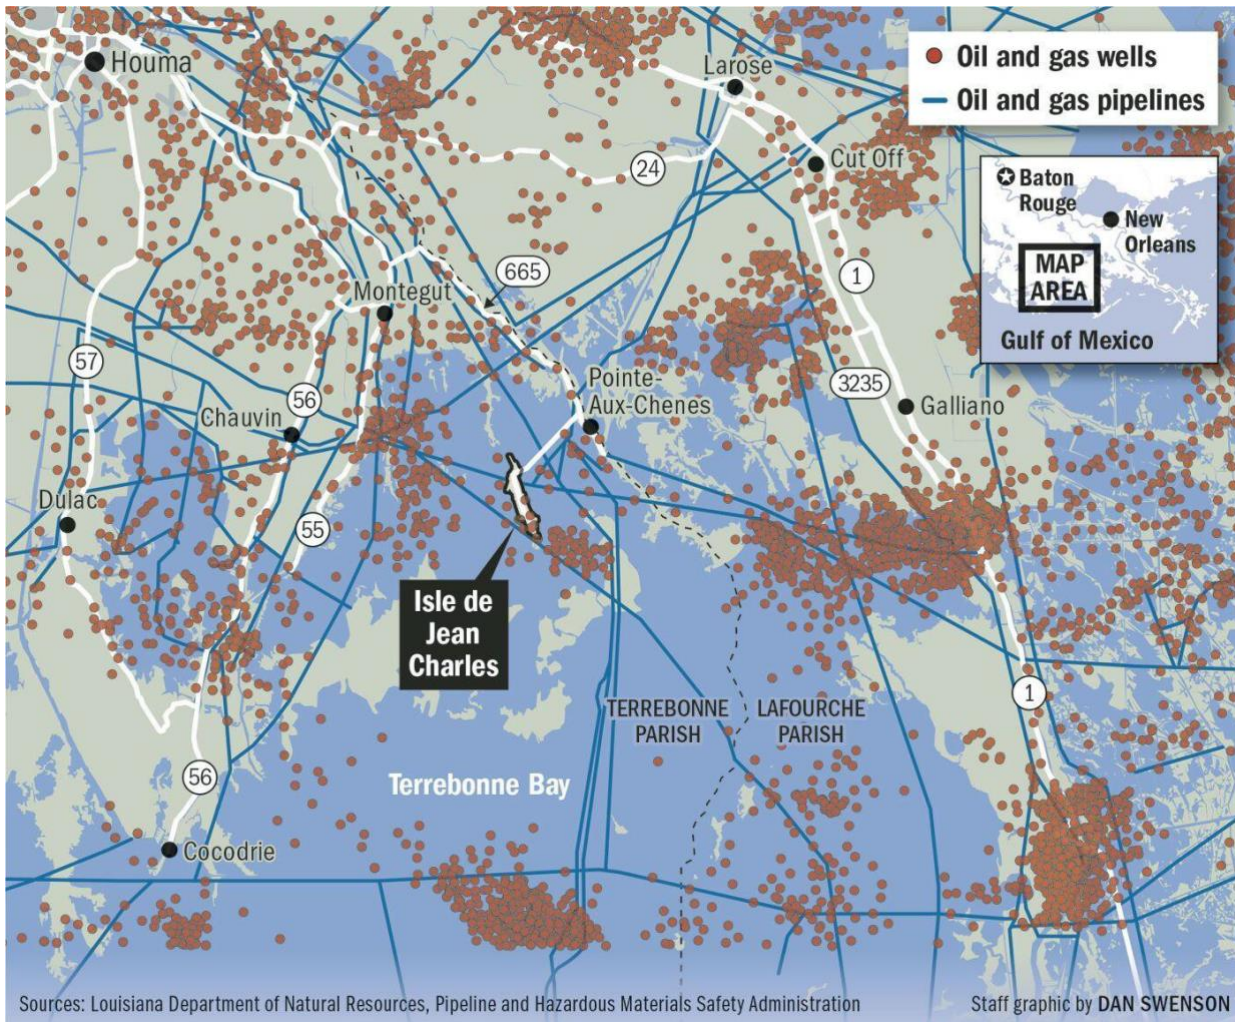 Houma
Larose
Oil and gas wells
Oil and gas pipelines
24
Cut Off
Baton
Rouge
New
Orleans
MAP
AREA
Gulf of Mexico
665
1
Montegut
57
56
3235
Pointe-
Aux-Chenes
Chauvin
Galliano
Dulac
55
Isle de
Jean
Charles
TERREBONNE
PARISH
LAFOURCHE
PARISH
1
56
Terrebonne Bay
Cocodrie
Sources: Louisiana Department of Natural Resources, Pipeline and Hazardous Materials Safety Administration
Staff graphic by DAN SWENSON